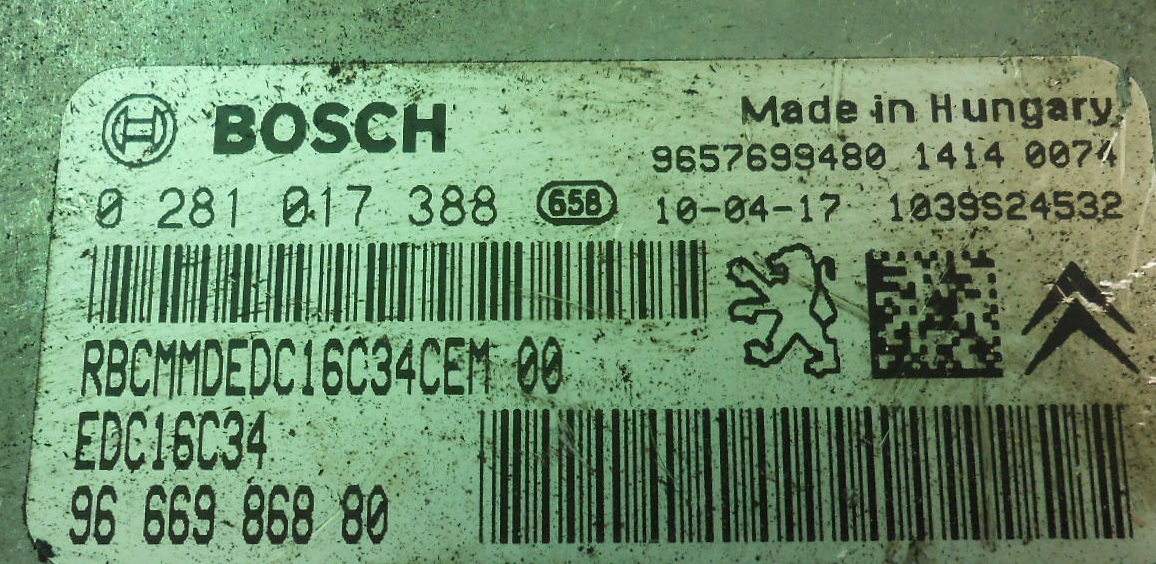 BOSCH
Made in Hungary
9657699480 1414 0074
0 281 017 388 658 10-04-17 1039S24532
RBCMMDEDC16C34CEM 00
EDC16C34
96 669 868 80